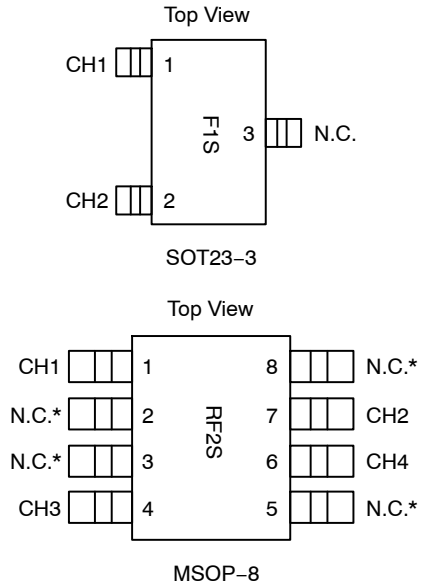 Top View
CH1 1
F1S
3 N.C.
CH2 2
SOT23–3
Top View
CH1 1 8 N.C.*
N.C.* 2 7 CH2
RF2S
N.C.* 3 6 CH4
CH3 4 5 N.C.*
MSOP–8